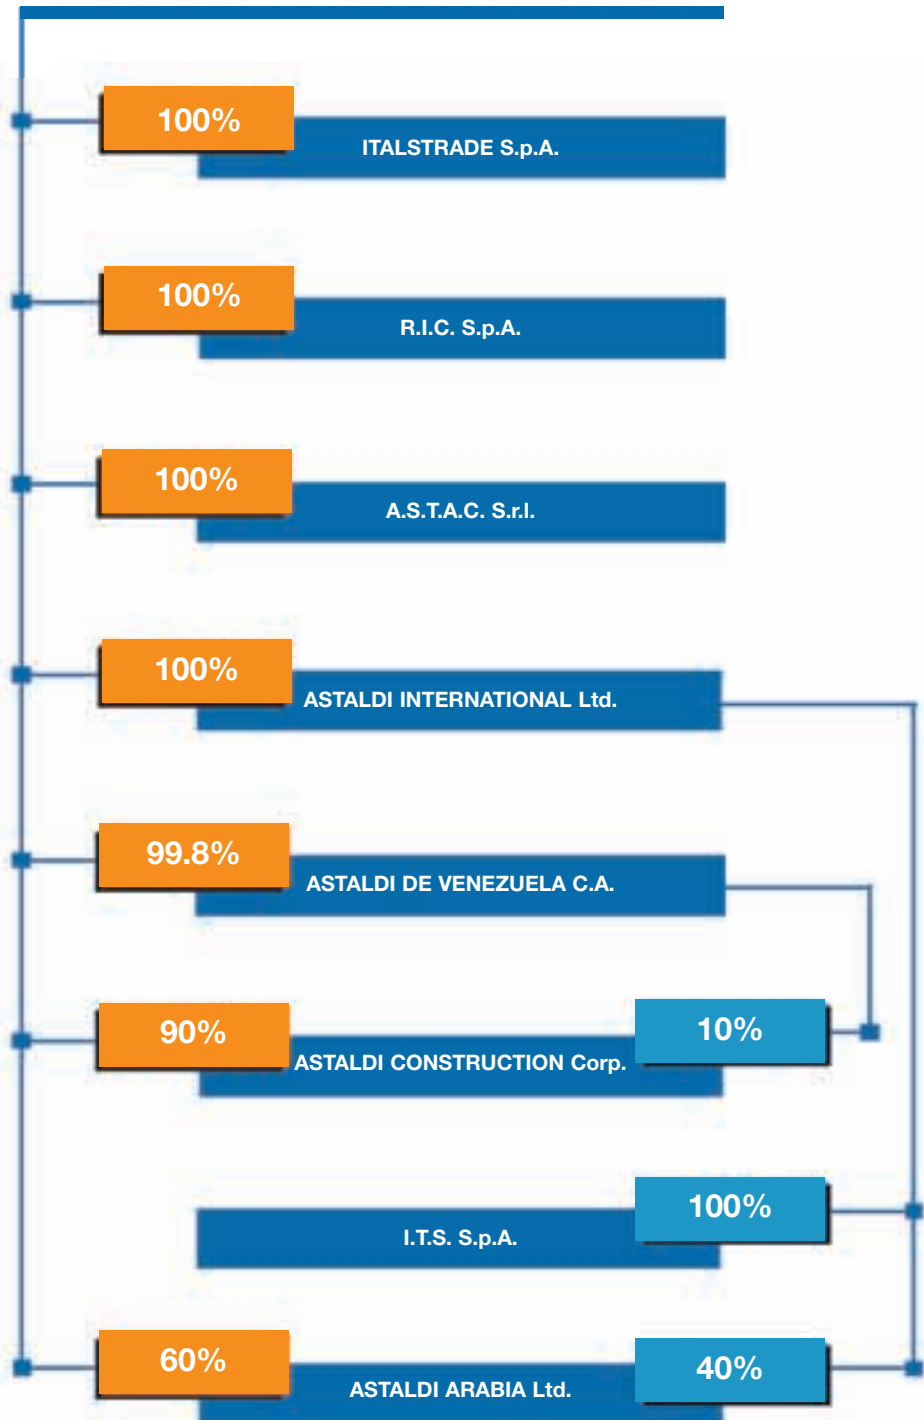 100%
ITALSTRADE S.p.A.
100%
R.I.C. S.p.A.
100%
A.S.T.A.C. S.r.l.
100%
ASTALDI INTERNATIONAL Ltd.
99.8%
ASTALDI DE VENEZUELA C.A.
90%
ASTALDI CONSTRUCTION Corp.
10%
I.T.S. S.p.A.
100%
60%
ASTALDI ARABIA Ltd.
40%